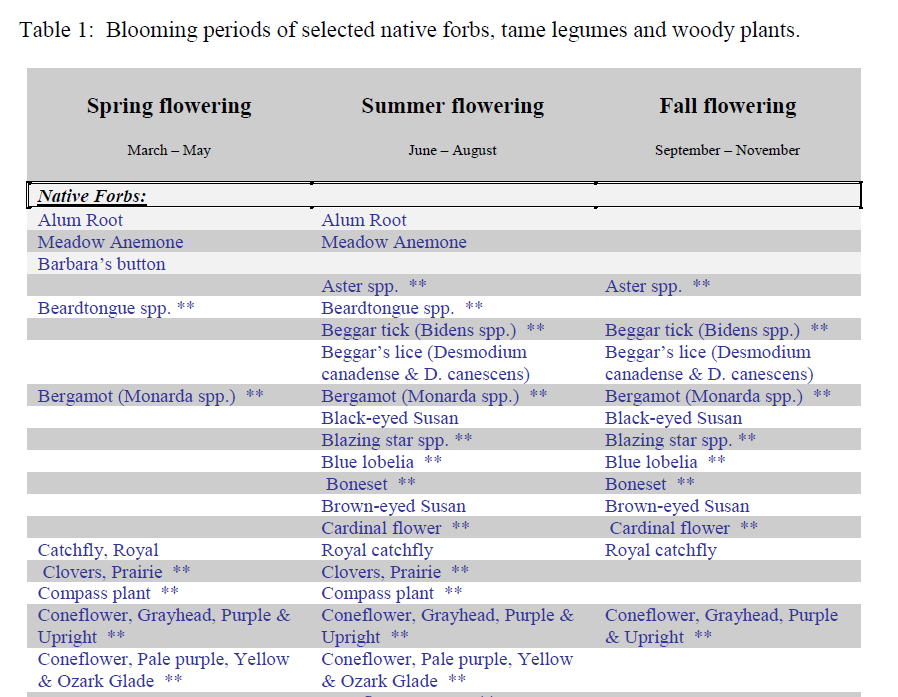 Table 1:  Blooming periods of selected native forbs, tame legumes and woody plants.
Spring flowering Summer flowering Fall flowering
March – May June – August September – November
Native Forbs:
Alum Root Alum Root
Meadow Anemone Meadow Anemone
Barbara’s button
Aster spp. ** Aster spp. **
Beardtongue spp. ** Beardtongue spp. **
Beggar tick (Bidens spp.) ** Beggar tick (Bidens spp.) **
Beggar’s lice (Desmodium Beggar’s lice (Desmodium
canadense & D. canescens) canadense & D. canescens)
Bergamot (Monarda spp.) ** Bergamot (Monarda spp.) ** Bergamot (Monarda spp.) **
Black-eyed Susan Black-eyed Susan
Blazing star spp. ** Blazing star spp. **
Blue lobelia ** Blue lobelia **
Boneset ** Boneset **
Brown-eyed Susan Brown-eyed Susan
Cardinal flower ** Cardinal flower **
Catchfly, Royal Royal catchfly Royal catchfly
Clovers, Prairie ** Clovers, Prairie **
Compass plant ** Compass plant **
Coneflower, Grayhead, Purple & Coneflower, Grayhead, Purple & Coneflower, Grayhead, Purple
Upright ** Upright ** & Upright **
Coneflower, Pale purple, Yellow Coneflower, Pale purple, Yellow
& Ozark Glade ** & Ozark Glade **